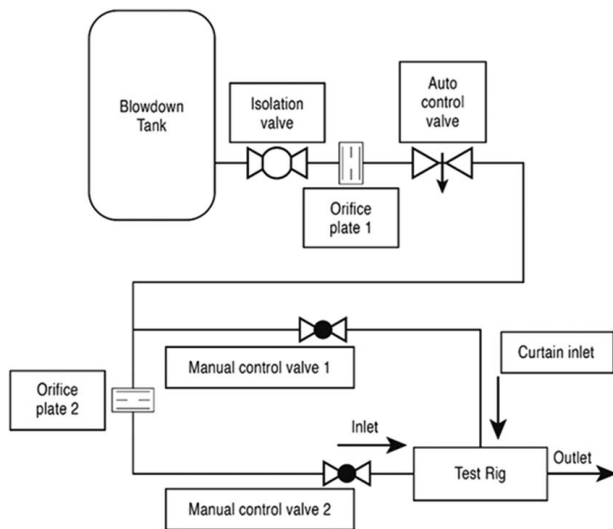 Blowdown
Tank
Isolation
valve
Auto
control
valve
Orifice
plate 1
Manual control valve 1
Curtain inlet
Orifice
plate 2
Inlet
Test Rig
Outlet
Manual control valve 2